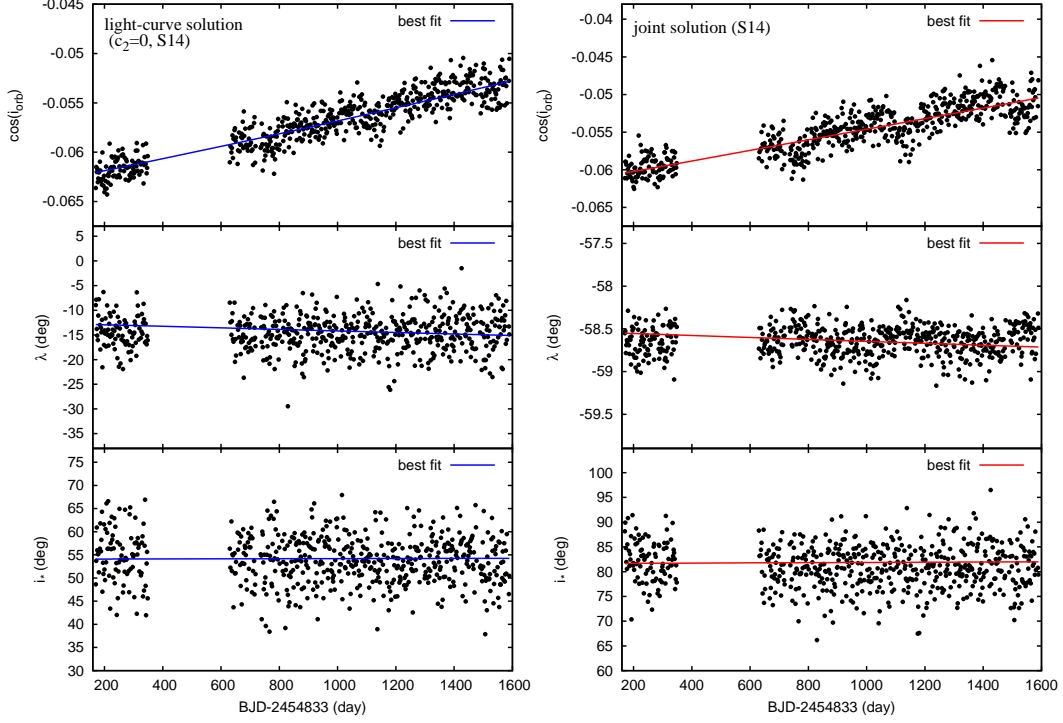 -0.045
-0.05
-0.055
-0.06
-0.065
cos(i_orb)
light-curve solution
(c₂=0, S14)
best fit
5
0
-5
-10
-15
-20
-25
-30
-35
λ (deg)
best fit
75
70
65
60
55
50
45
40
35
30
i⋆ (deg)
best fit
200 400 600 800 1000 1200 1400 1600
BJD-2454833 (day)
-0.04
-0.045
-0.05
-0.055
-0.06
-0.065
cos(i_orb)
joint solution (S14)
best fit
-57.5
-58
-58.5
-59
-59.5
λ (deg)
best fit
100
95
90
85
80
75
70
65
60
i⋆ (deg)
best fit
200 400 600 800 1000 1200 1400 1600
BJD-2454833 (day)